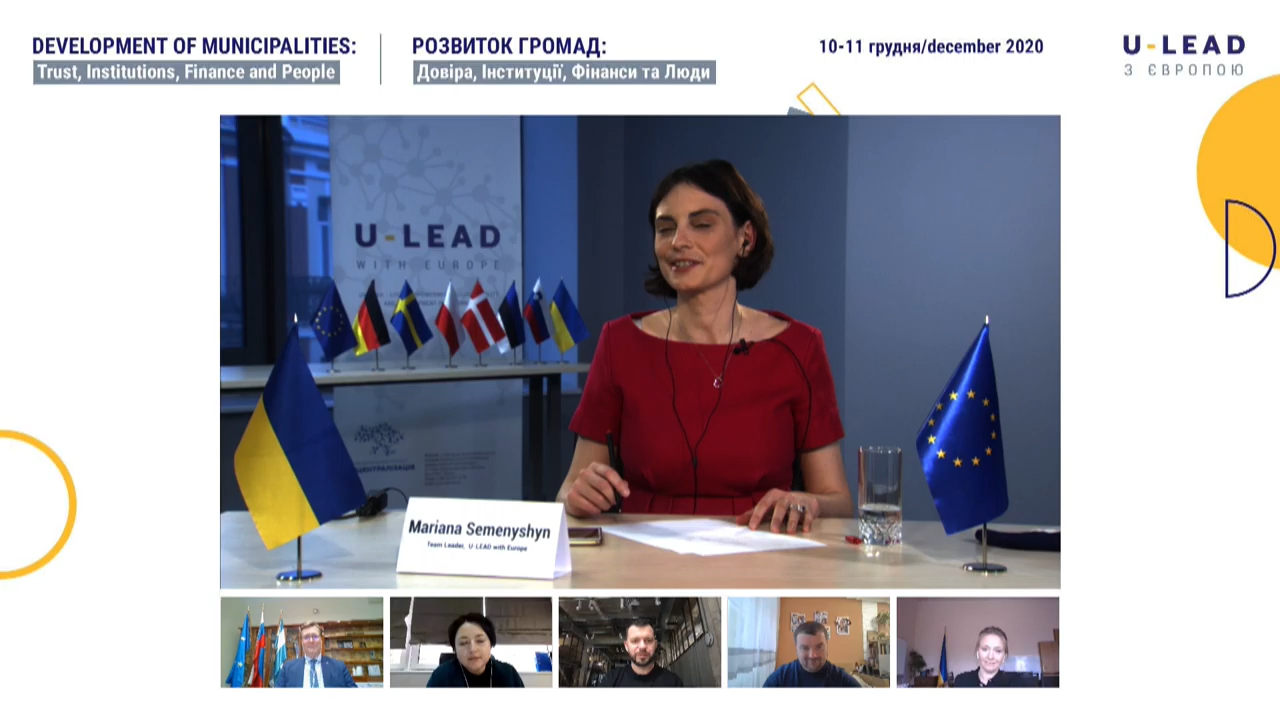 DEVELOPMENT OF MUNICIPALITIES:
Trust, Institutions, Finance and People
РОЗВИТОК ГРОМАД:
Довіра, Інституції, Фінанси та Люди
10-11 грудня/december 2020
U-LEAD
З ЄВРОПОЮ
U-LEAD
WITH EUROPE
Mariana Semenyshyn
Team Leader, U-LEAD with Europe